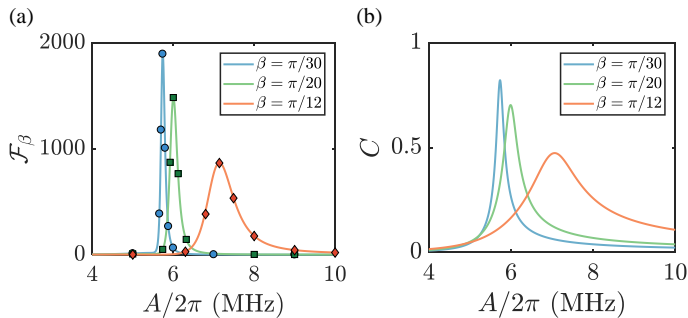 (a)
2000
1000
0
4
6
8
10
A/2π (MHz)
𝓕β
β = π/30
β = π/20
β = π/12
(b)
1
0.5
0
4
6
8
10
A/2π (MHz)
C
β = π/30
β = π/20
β = π/12